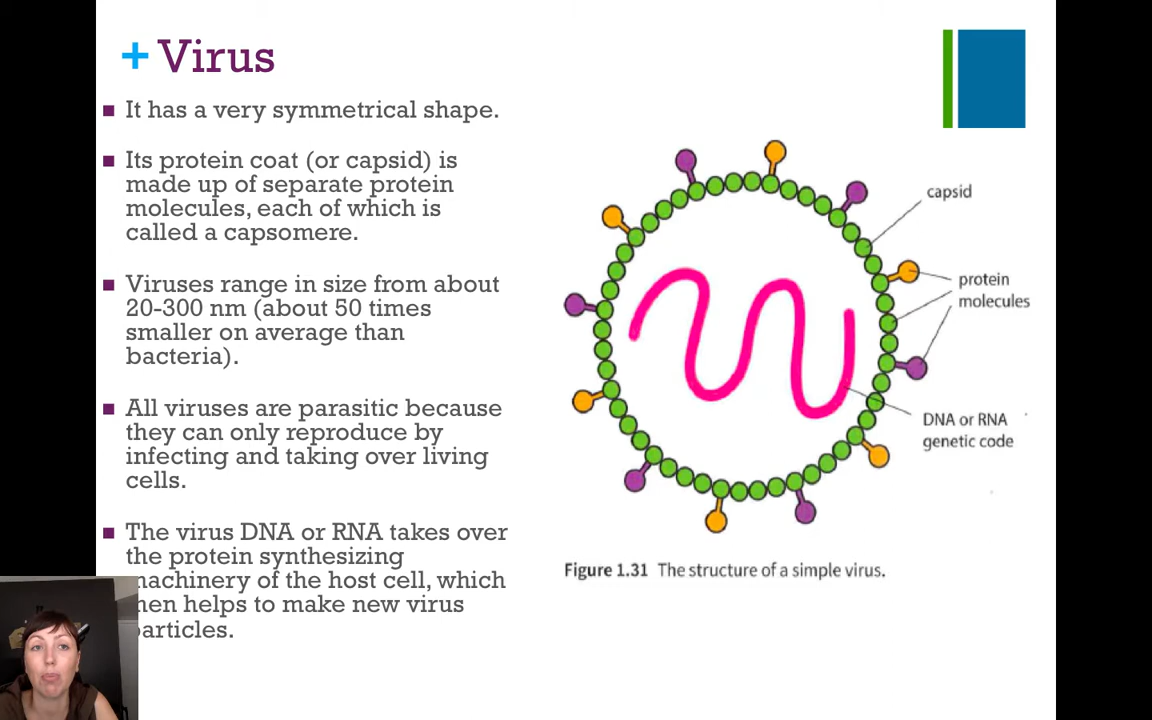 + Virus
It has a very symmetrical shape.
Its protein coat (or capsid) is
made up of separate protein
molecules, each of which is
called a capsomere.
Viruses range in size from about
20-300 nm (about 50 times
smaller on average than
bacteria).
All viruses are parasitic because
they can only reproduce by
infecting and taking over living
cells.
The virus DNA or RNA takes over
the protein synthesizing
machinery of the host cell, which
then helps to make new virus
particles.
capsid
protein
molecules
DNA or RNA
genetic code
Figure 1.31 The structure of a simple virus.